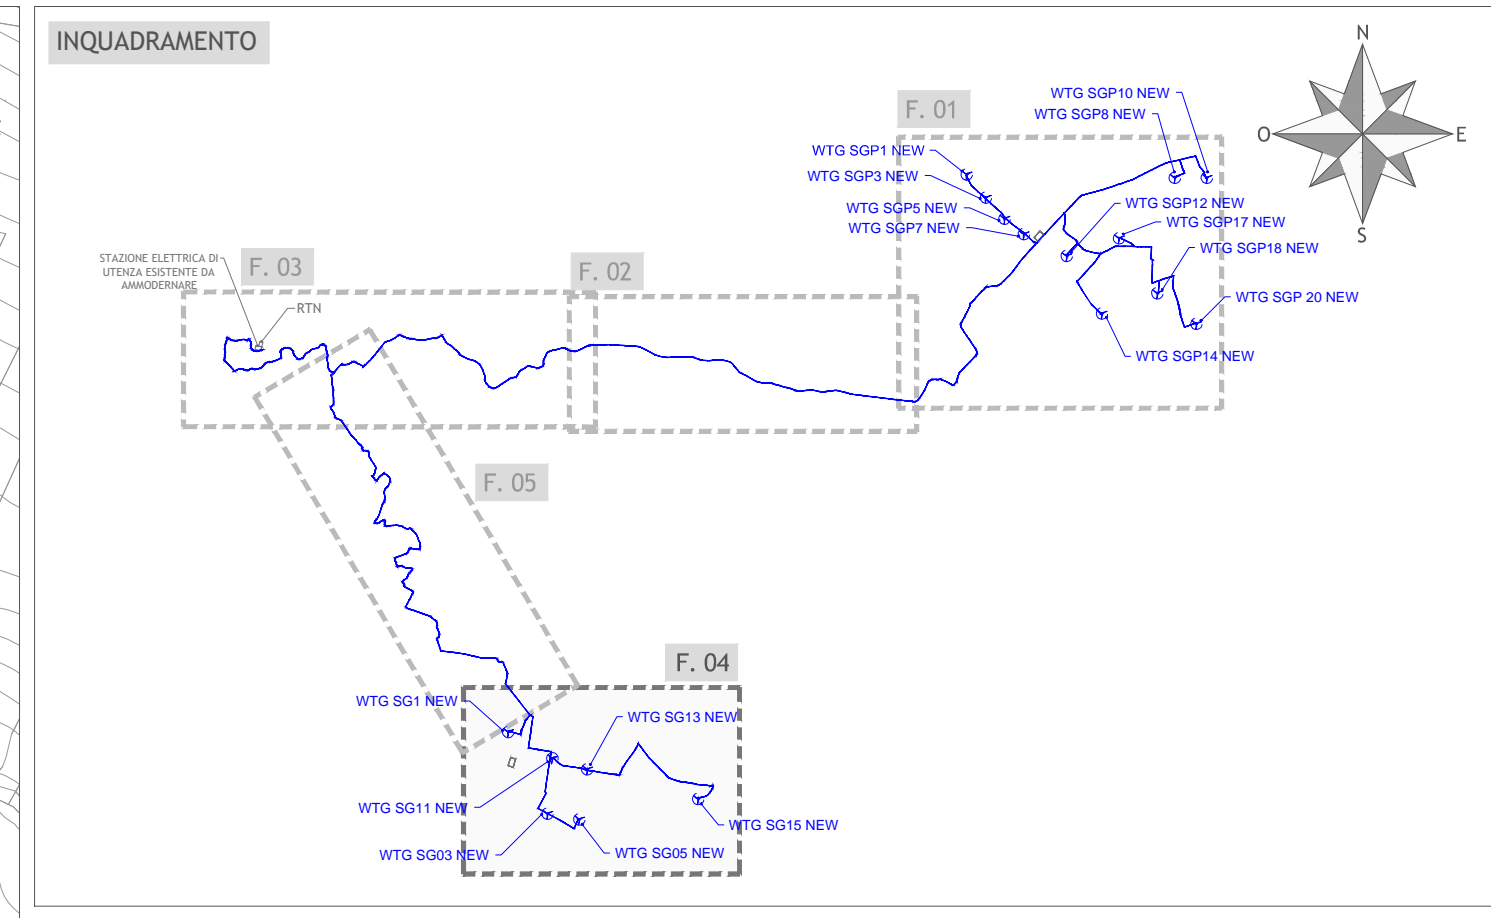 INQUADRAMENTO
N
O
E
S
F. 01
WTG SGP10 NEW
WTG SGP8 NEW
WTG SGP1 NEW
WTG SGP3 NEW
WTG SGP5 NEW
WTG SGP7 NEW
WTG SGP12 NEW
WTG SGP17 NEW
WTG SGP18 NEW
WTG SGP 20 NEW
WTG SGP14 NEW
STAZIONE ELETTRICA DI
UTENZA ESISTENTE DA
AMMODERNARE
F. 03
RTN
F. 02
F. 05
F. 04
WTG SG1 NEW
WTG SG13 NEW
WTG SG11 NEW
WTG SG15 NEW
WTG SG03 NEW
WTG SG05 NEW